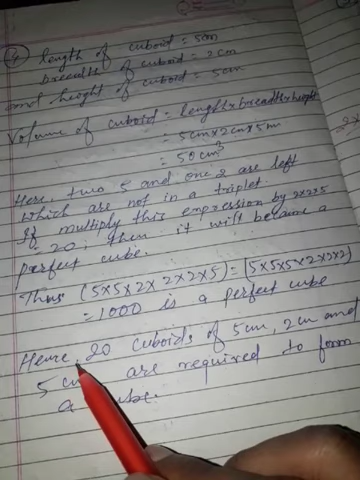 (4) length of cuboid = 5cm
breadth of cuboid = 2cm
and height of cuboid = 5cm
Volume of cuboid = length×breadth×height
= 5cm×2cm×5m
= 50cm³
Here, two 5 and one 2 are left
which are not in a triplet.
If multiply this expression by 2×2×5
= 20, then it will became a
perfect cube.
Thus (5×5×2×2×2×5) = (5×5×5×2×2×2)
= 1000 is a perfect cube
Hence, 20 cuboids of 5cm, 2cm and
5 are required to form
a cube.